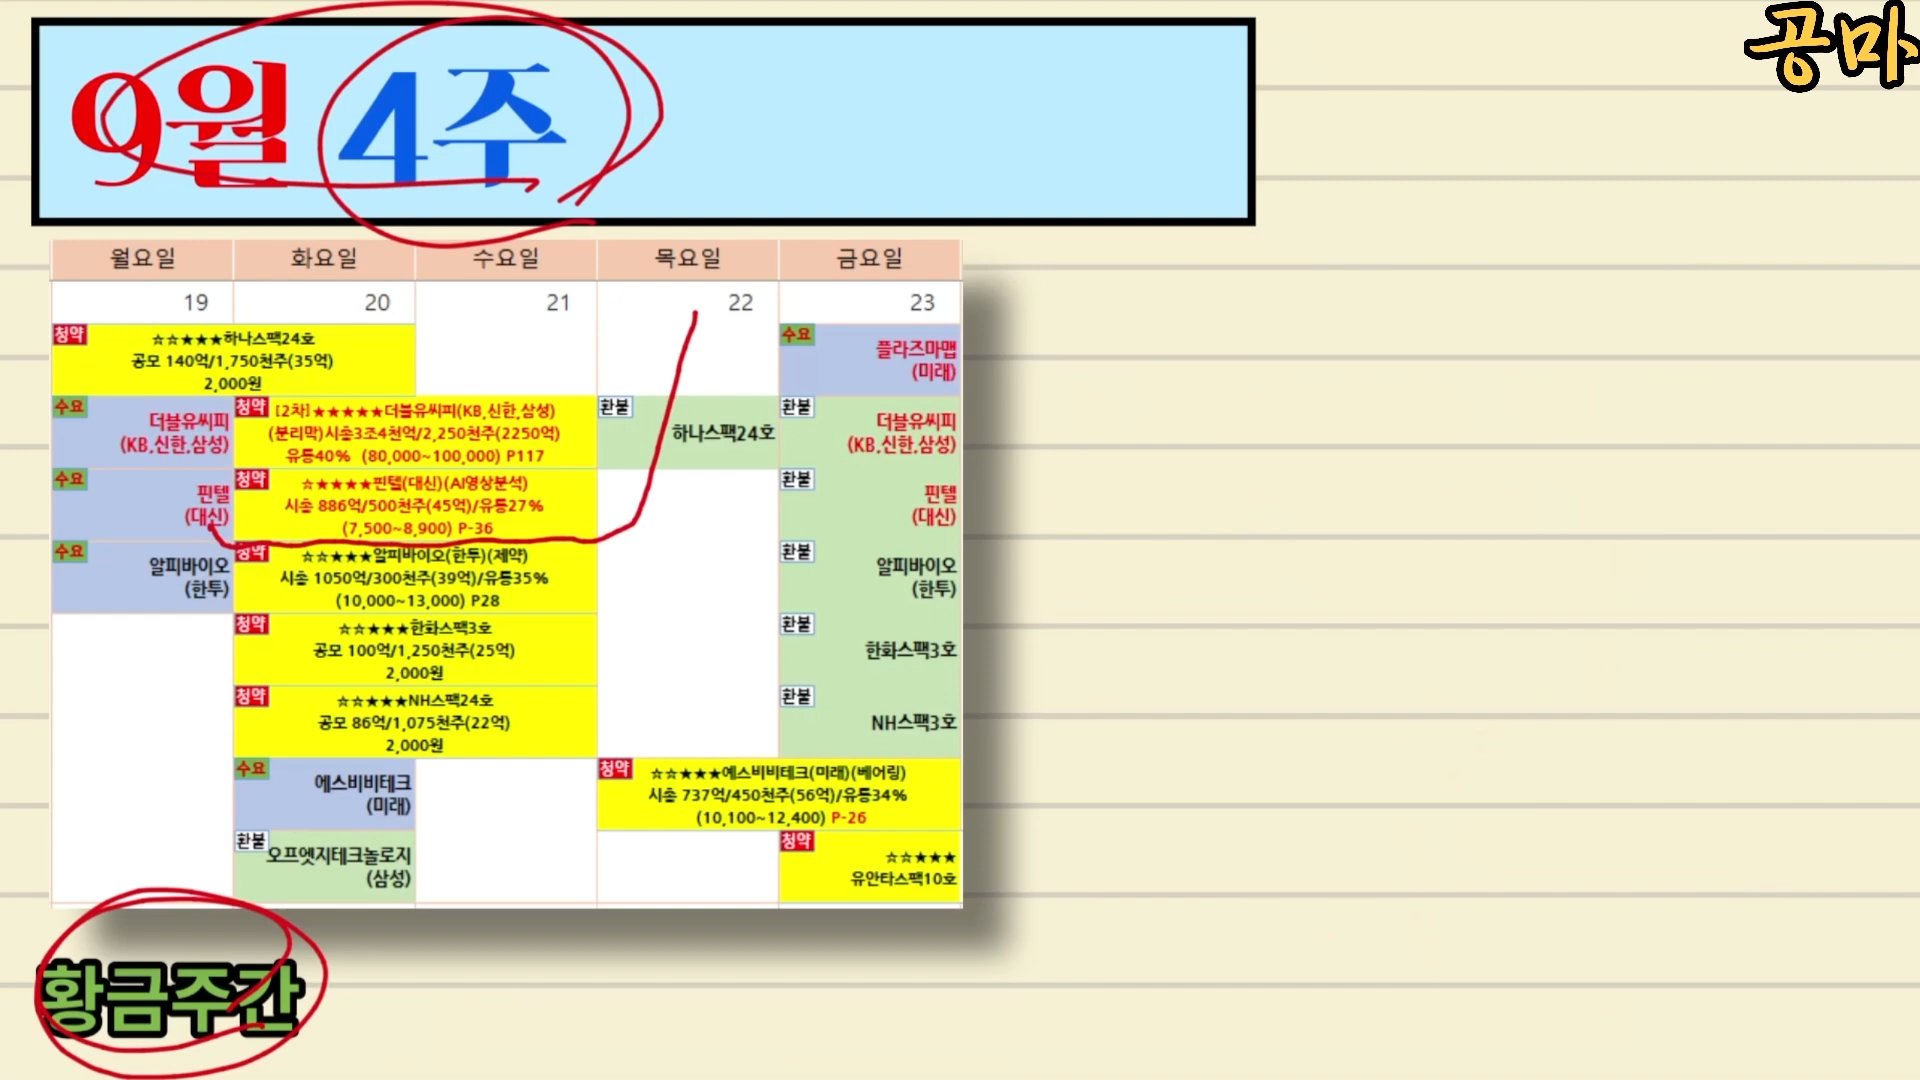 공마
9월 4주
월요일 화요일 수요일 목요일 금요일
19 20 21 22 23
청약 ☆☆★★★하나스팩24호
공모 140억/1,750천주(35억)
2,000원
수요 플라즈마맵
(미래)
수요 더블유씨피
(KB,신한,삼성)
청약 [2차]★★★★★더블유씨피(KB,신한,삼성)
(분리막)시총3조4천억/2,250천주(2250억)
유통40% (80,000~100,000) P117
환불 하나스팩24호
환불 더블유씨피
(KB,신한,삼성)
수요 핀텔
(대신)
청약 ☆★★★★핀텔(대신)(AI영상분석)
시총 886억/500천주(45억)/유통27%
(7,500~8,900) P-36
환불 핀텔
(대신)
수요 알피바이오
(한투)
청약 ☆☆★★★알피바이오(한투)(제약)
시총 1050억/300천주(39억)/유통35%
(10,000~13,000) P28
환불 알피바이오
(한투)
청약 ☆☆★★★한화스팩3호
공모 100억/1,250천주(25억)
2,000원
환불 한화스팩3호
청약 ☆☆★★★NH스팩24호
공모 86억/1,075천주(22억)
2,000원
환불 NH스팩3호
수요 에스비비테크
(미래)
청약 ☆☆★★★에스비비테크(미래)(베어링)
시총 737억/450천주(56억)/유통34%
(10,100~12,400) P-26
환불 오프엣지테크놀로지
(삼성)
청약 ☆☆★★★
유안타스팩10호
황금주간